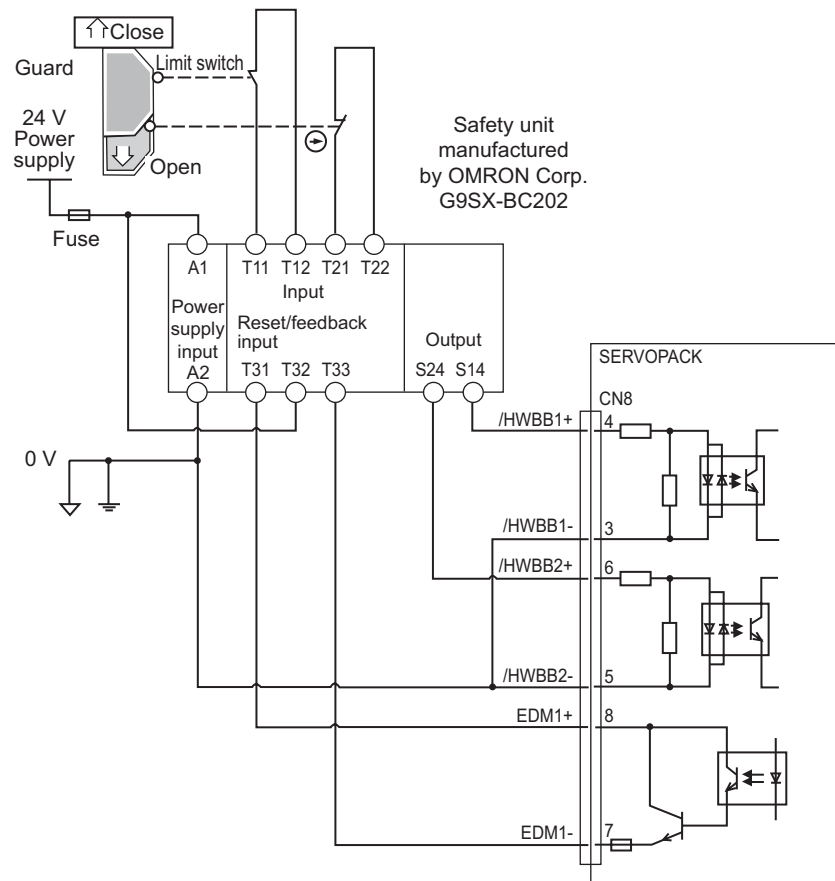 Close
Guard
Limit switch
24 V
Power
supply
Open
Safety unit
manufactured
by OMRON Corp.
G9SX-BC202
Fuse
A1
T11
T12
T21
T22
Input
Power
supply
input
A2
Reset/feedback
input
T31
T32
T33
Output
S24
S14
SERVOPACK
CN8
/HWBB1+
4
0 V
/HWBB1-
3
/HWBB2+
6
/HWBB2-
5
EDM1+
8
EDM1-
7